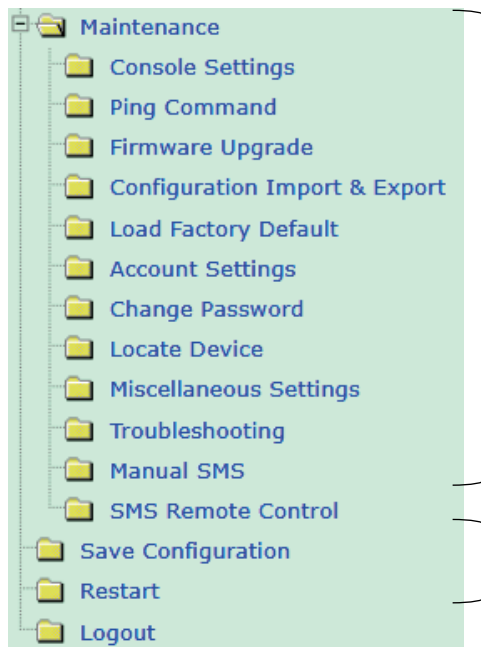 Maintenance
Console Settings
Ping Command
Firmware Upgrade
Configuration Import & Export
Load Factory Default
Account Settings
Change Password
Locate Device
Miscellaneous Settings
Troubleshooting
Manual SMS
SMS Remote Control
Save Configuration
Restart
Logout